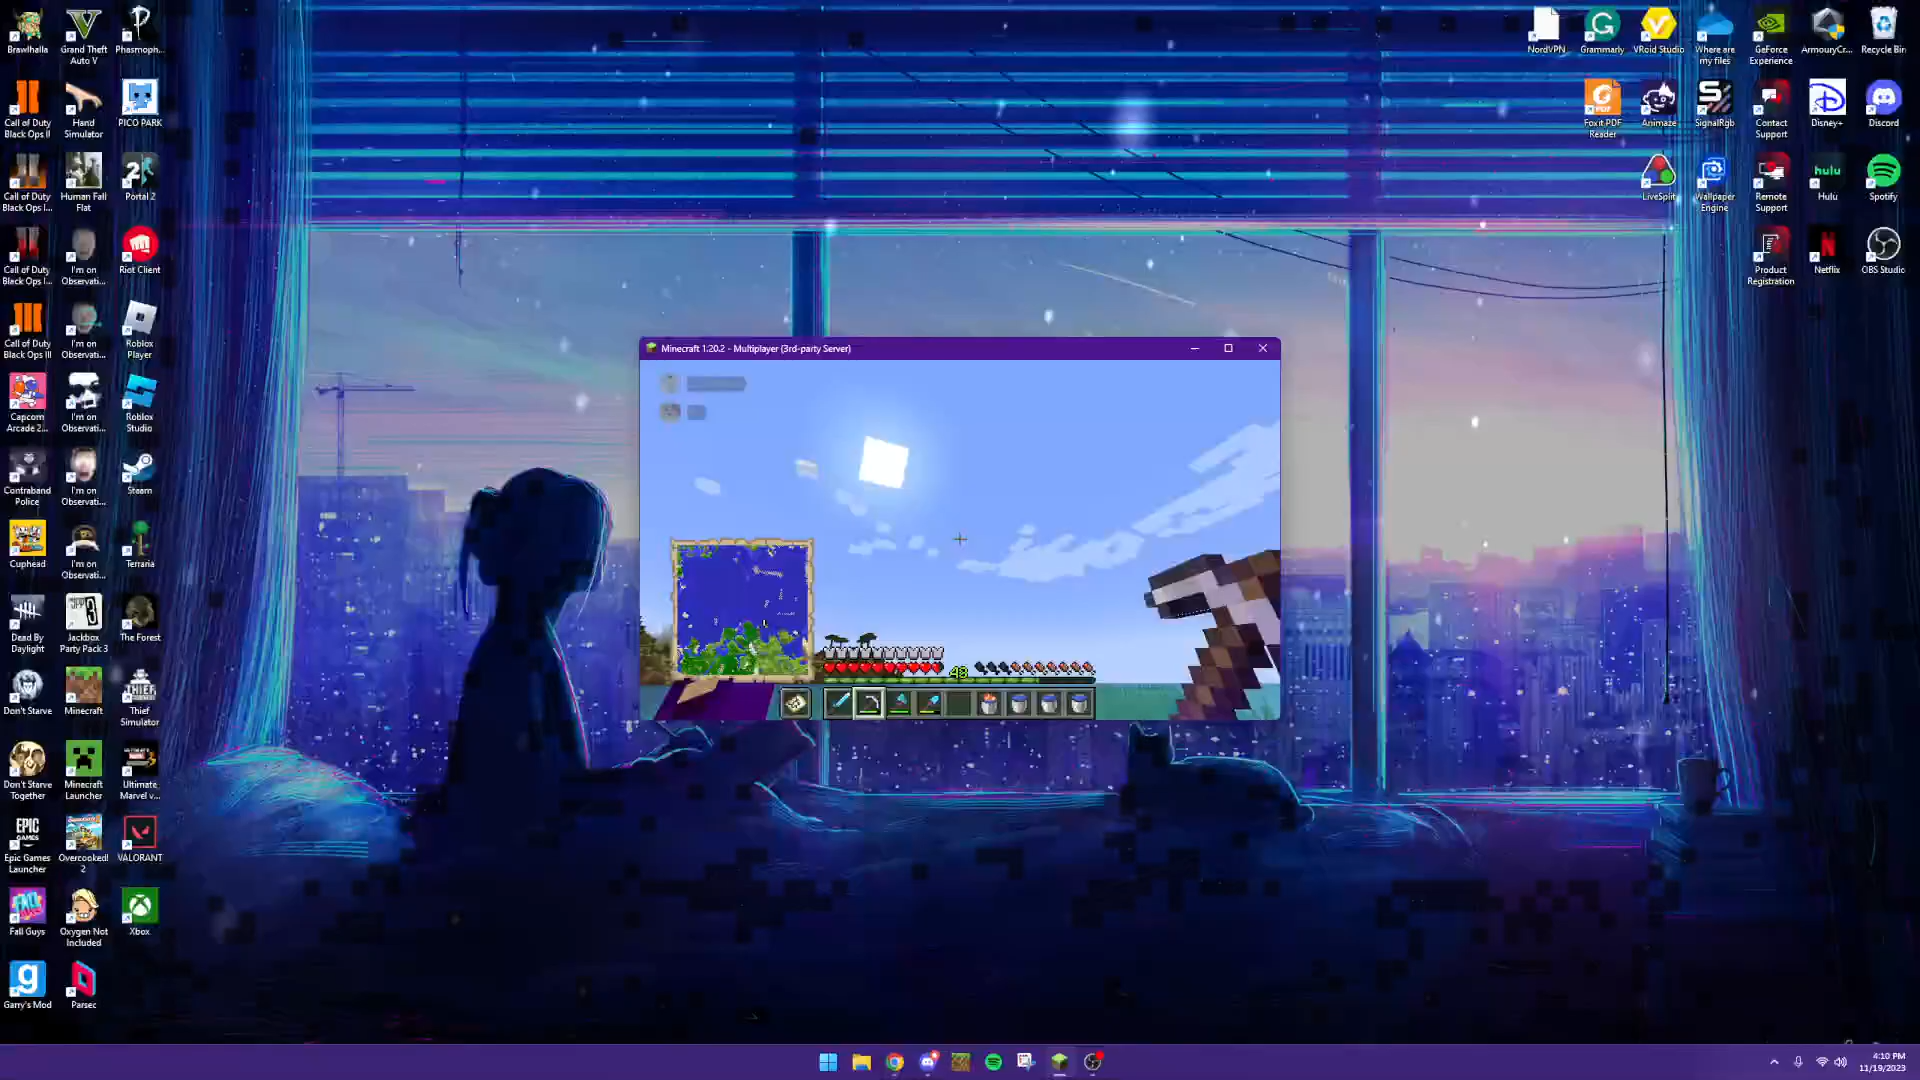 Brawlhalla
Grand Theft
Auto V
Phasmoph...
Call of Duty
Black Ops II
Hand
Simulator
PICO PARK
Call of Duty
Black Ops I...
Human Fall
Flat
Portal 2
Call of Duty
Black Ops I...
I'm on
Observati...
Riot Client
Call of Duty
Black Ops III
I'm on
Observati...
Roblox
Player
Capcom
Arcade 2...
I'm on
Observati...
Roblox
Studio
Contraband
Police
I'm on
Observati...
Steam
Cuphead
I'm on
Observati...
Terraria
Dead By
Daylight
Jackbox
Party Pack 3
The Forest
Don't Starve
Minecraft
THIEF
Thief
Simulator
Don't Starve
Together
Minecraft
Launcher
Ultimate
Marvel v...
EPIC
GAMES
Epic Games
Launcher
Overcooked!
2
VALORANT
Fall Guys
Oxygen Not
Included
Xbox
Garry's Mod
Parsec
NordVPN
Grammarly
VRoid Studio
Where are
my files
GeForce
Experience
ArmouryCr...
Recycle Bin
Foxit PDF
Reader
Animaze
SignalRgb
Contact
Support
Disney+
Discord
LiveSplit
Wallpaper
Engine
Remote
Support
hulu
Hulu
Spotify
Product
Registration
Netflix
OBS Studio
Minecraft 1.20.2 - Multiplayer (3rd-party Server)
48
4:10 PM
11/19/2023